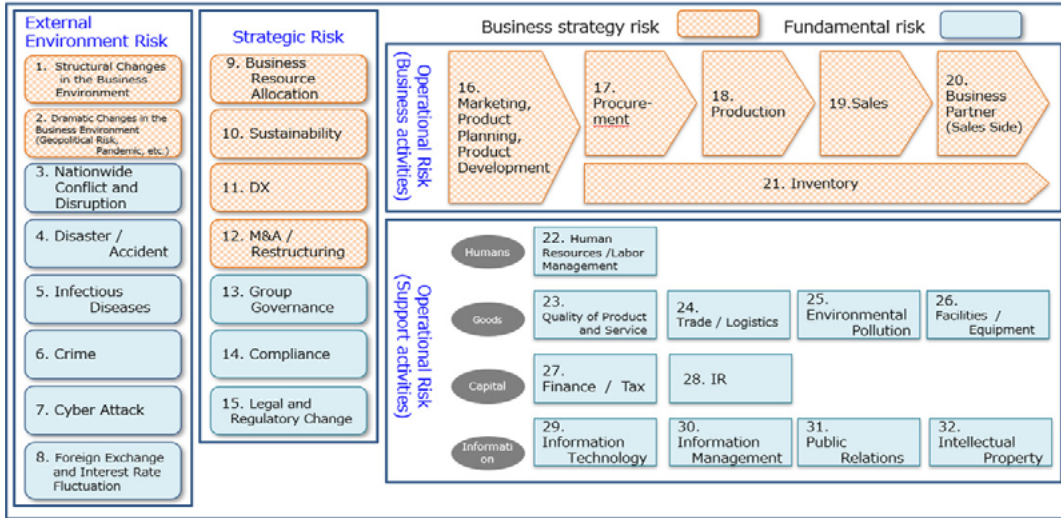 External
Environment Risk
1. Structural Changes
in the Business
Environment
2. Dramatic Changes in the
Business Environment
(Geopolitical Risk,
Pandemic, etc.)
3. Nationwide
Conflict and
Disruption
4. Disaster /
Accident
5. Infectious
Diseases
6. Crime
7. Cyber Attack
8. Foreign Exchange
and Interest Rate
Fluctuation
Strategic Risk
9. Business
Resource
Allocation
10. Sustainability
11. DX
12. M&A /
Restructuring
13. Group
Governance
14. Compliance
15. Legal and
Regulatory Change
Business strategy risk
Fundamental risk
Operational Risk
(Business activities)
16.
Marketing,
Product
Planning,
Product
Development
17.
Procure-
ment
18.
Production
19.Sales
20.
Business
Partner
(Sales Side)
21. Inventory
Operational Risk
(Support activities)
Humans
22. Human
Resources /Labor
Management
Goods
23.
Quality of Product
and Service
24.
Trade / Logistics
25.
Environmental
Pollution
26.
Facilities /
Equipment
Capital
27.
Finance / Tax
28. IR
Informati
on
29.
Information
Technology
30.
Information
Management
31.
Public
Relations
32.
Intellectual
Property